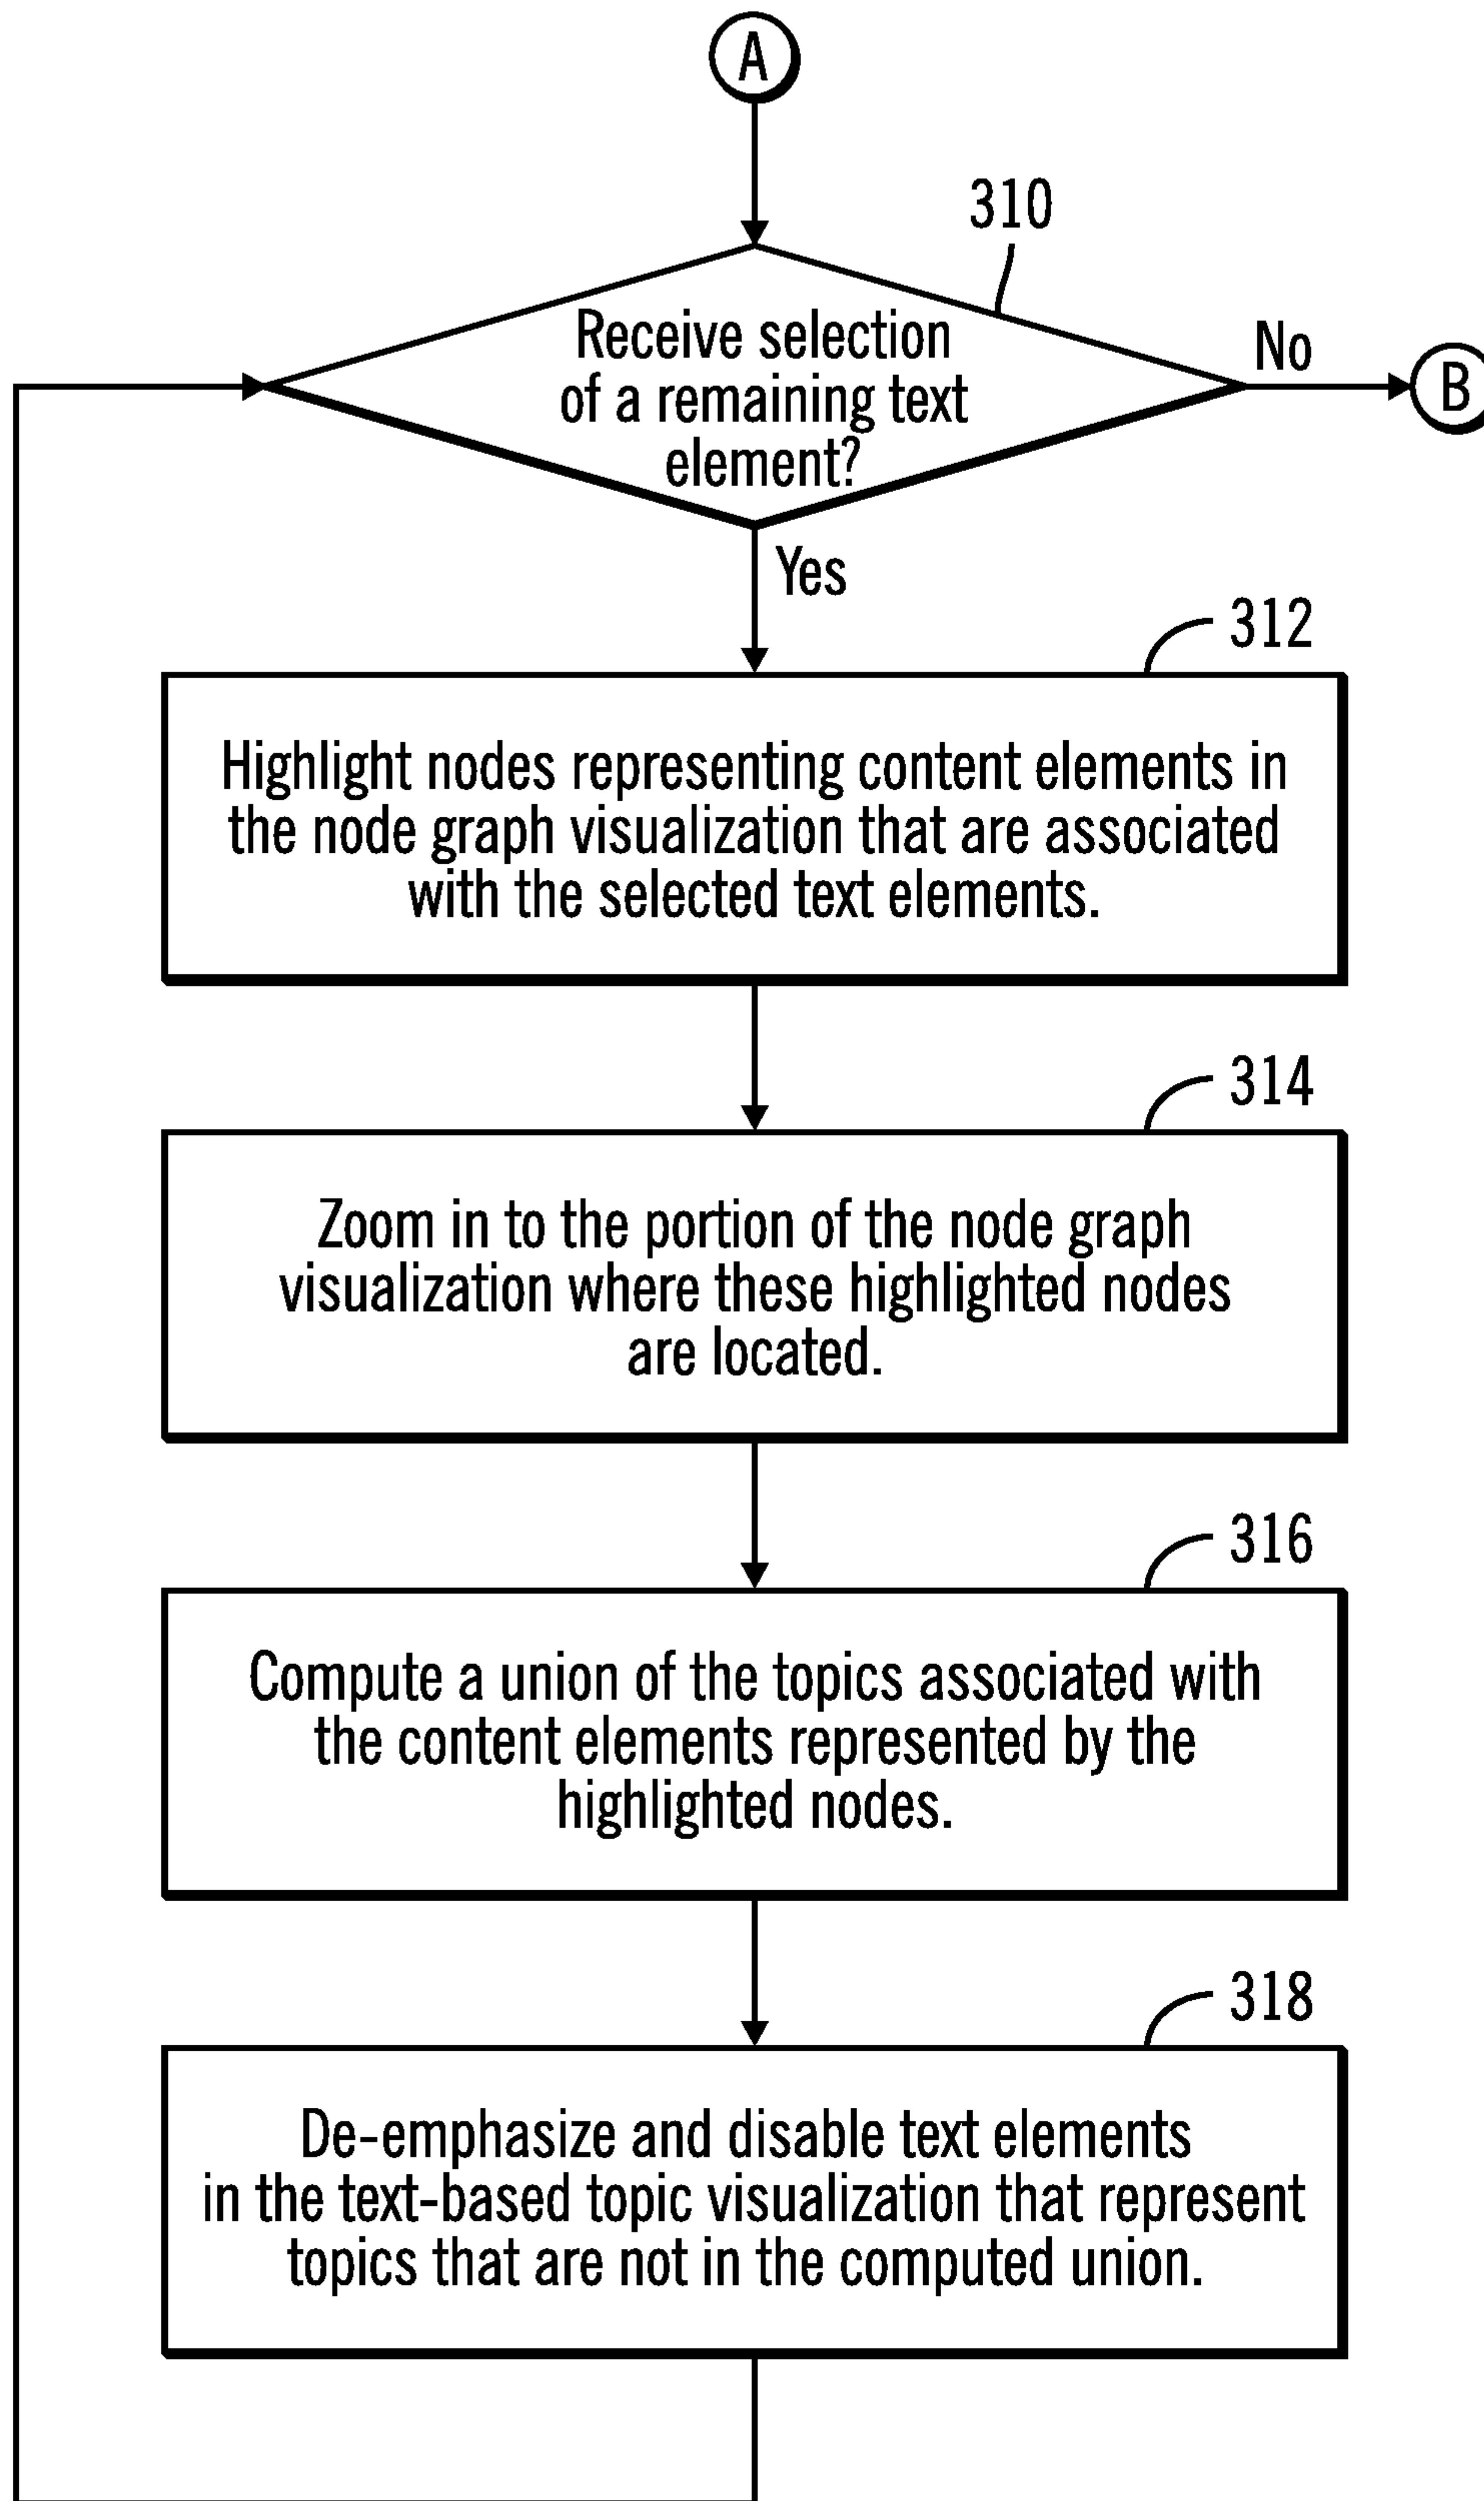 A
310
Receive selection
of a remaining text
element?
No
B
Yes
312
Highlight nodes representing content elements in
the node graph visualization that are associated
with the selected text elements.
314
Zoom in to the portion of the node graph
visualization where these highlighted nodes
are located.
316
Compute a union of the topics associated with
the content elements represented by the
highlighted nodes.
318
De-emphasize and disable text elements
in the text-based topic visualization that represent
topics that are not in the computed union.